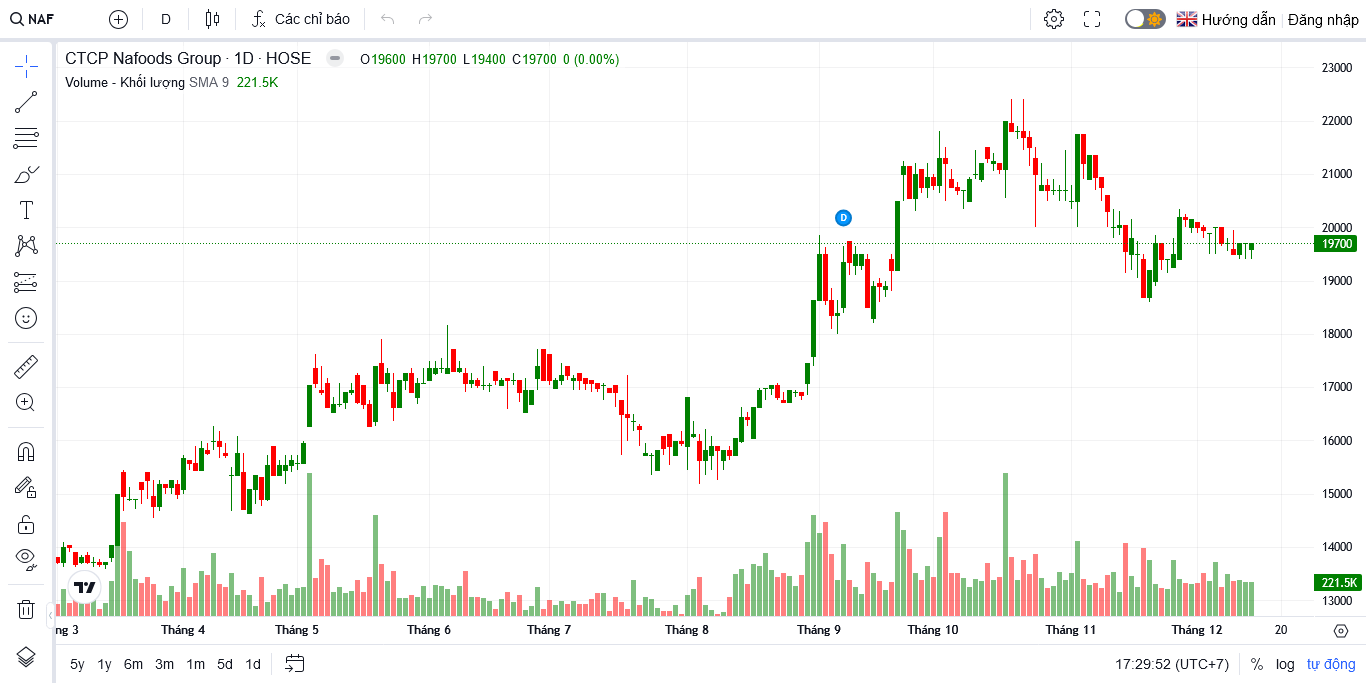 NAF D Các chỉ báo Hướng dẫn Đăng nhập
CTCP Nafoods Group · 1D · HOSE O19600 H19700 L19400 C19700 0 (0.00%)
Volume - Khối lượng SMA 9 221.5K
23000
22000
21000
D
20000
19700
19000
18000
17000
16000
15000
14000
221.5K
13000
ng 3 Tháng 4 Tháng 5 Tháng 6 Tháng 7 Tháng 8 Tháng 9 Tháng 10 Tháng 11 Tháng 12 20
5y 1y 6m 3m 1m 5d 1d 17:29:52 (UTC+7) % log tự động